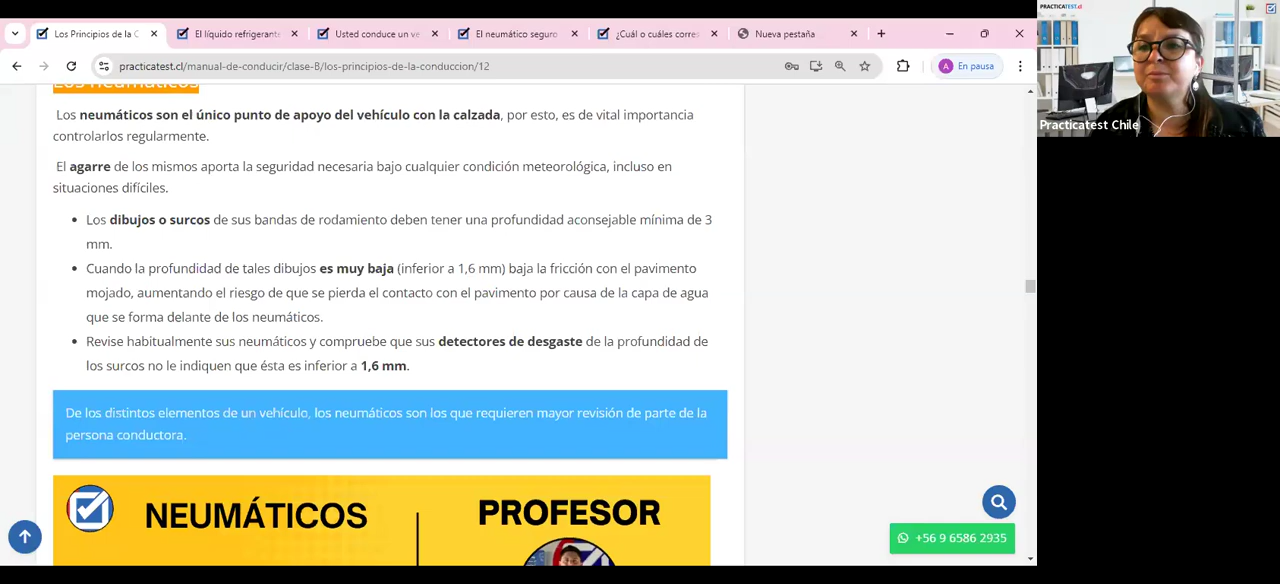 Los Principios de la C
El líquido refrigerante
Usted conduce un ve
El neumático seguro
¿Cuál o cuáles corres
Nueva pestaña
practicatest.cl/manual-de-conducir/clase-B/los-principios-de-la-conduccion/12
A
En pausa
PRACTICATEST.cl
Practicatest Chile
Los neumáticos
Los neumáticos son el único punto de apoyo del vehículo con la calzada, por esto, es de vital importancia
controlarlos regularmente.
El agarre de los mismos aporta la seguridad necesaria bajo cualquier condición meteorológica, incluso en
situaciones difíciles.
• Los dibujos o surcos de sus bandas de rodamiento deben tener una profundidad aconsejable mínima de 3
mm.
• Cuando la profundidad de tales dibujos es muy baja (inferior a 1,6 mm) baja la fricción con el pavimento
mojado, aumentando el riesgo de que se pierda el contacto con el pavimento por causa de la capa de agua
que se forma delante de los neumáticos.
• Revise habitualmente sus neumáticos y compruebe que sus detectores de desgaste de la profundidad de
los surcos no le indiquen que ésta es inferior a 1,6 mm.
De los distintos elementos de un vehículo, los neumáticos son los que requieren mayor revisión de parte de la
persona conductora.
NEUMÁTICOS
PROFESOR
+56 9 6586 2935